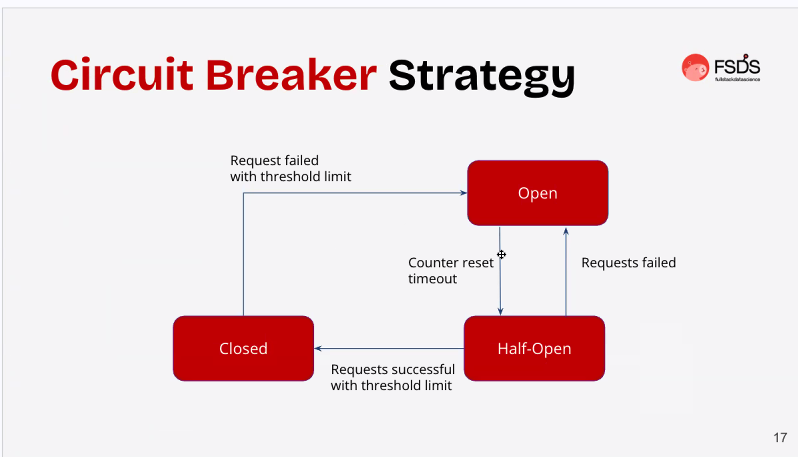 Circuit Breaker Strategy
FSDS
fullstackdatascience
Request failed
with threshold limit
Open
Counter reset
timeout
Requests failed
Closed
Half-Open
Requests successful
with threshold limit
17